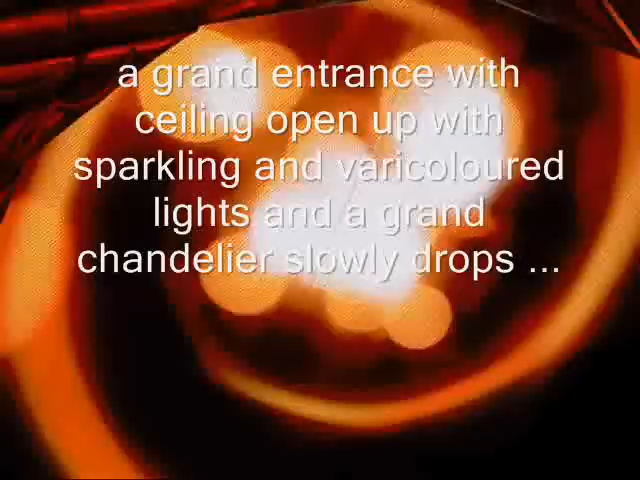 a grand entrance with
ceiling open up with
sparkling and varicoloured
lights and a grand
chandelier slowly drops ...